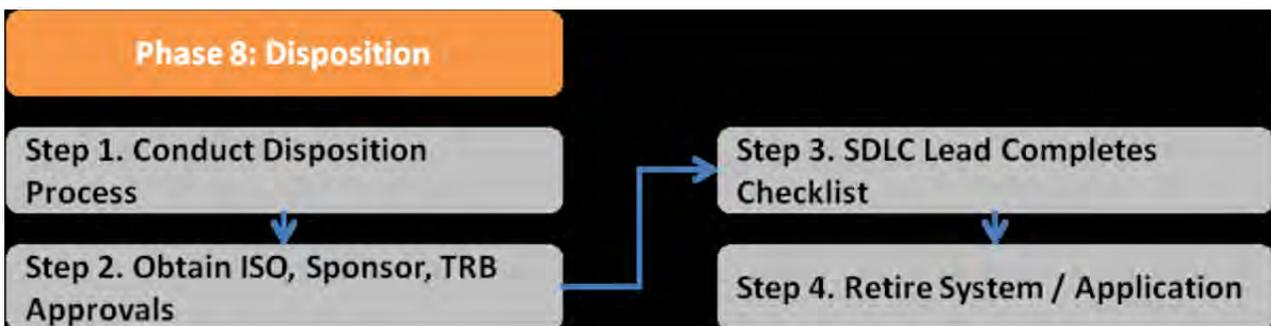 Phase 8: Disposition
Step 1. Conduct Disposition
Process
Step 2. Obtain ISO, Sponsor, TRB
Approvals
Step 3. SDLC Lead Completes
Checklist
Step 4. Retire System / Application